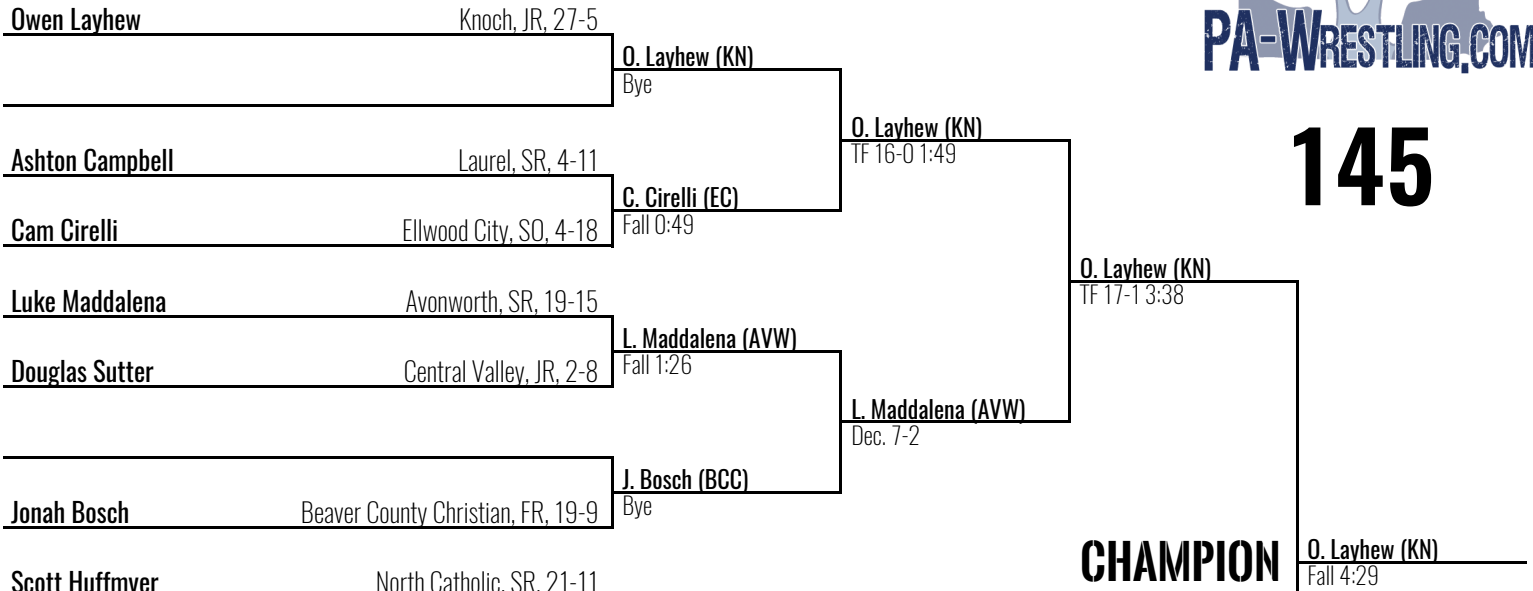 PA-WRESTLING.COM
145
Owen Layhew Knoch, JR, 27-5
O. Layhew (KN)
Bye
Ashton Campbell Laurel, SR, 4-11
Cam Cirelli Ellwood City, SO, 4-18
C. Cirelli (EC)
Fall 0:49
O. Layhew (KN)
TF 16-0 1:49
Luke Maddalena Avonworth, SR, 19-15
Douglas Sutter Central Valley, JR, 2-8
L. Maddalena (AVW)
Fall 1:26
Jonah Bosch Beaver County Christian, FR, 19-9
J. Bosch (BCC)
Bye
L. Maddalena (AVW)
Dec. 7-2
O. Layhew (KN)
TF 17-1 3:38
Scott Huffmyer North Catholic, SR, 21-11
CHAMPION
O. Layhew (KN)
Fall 4:29